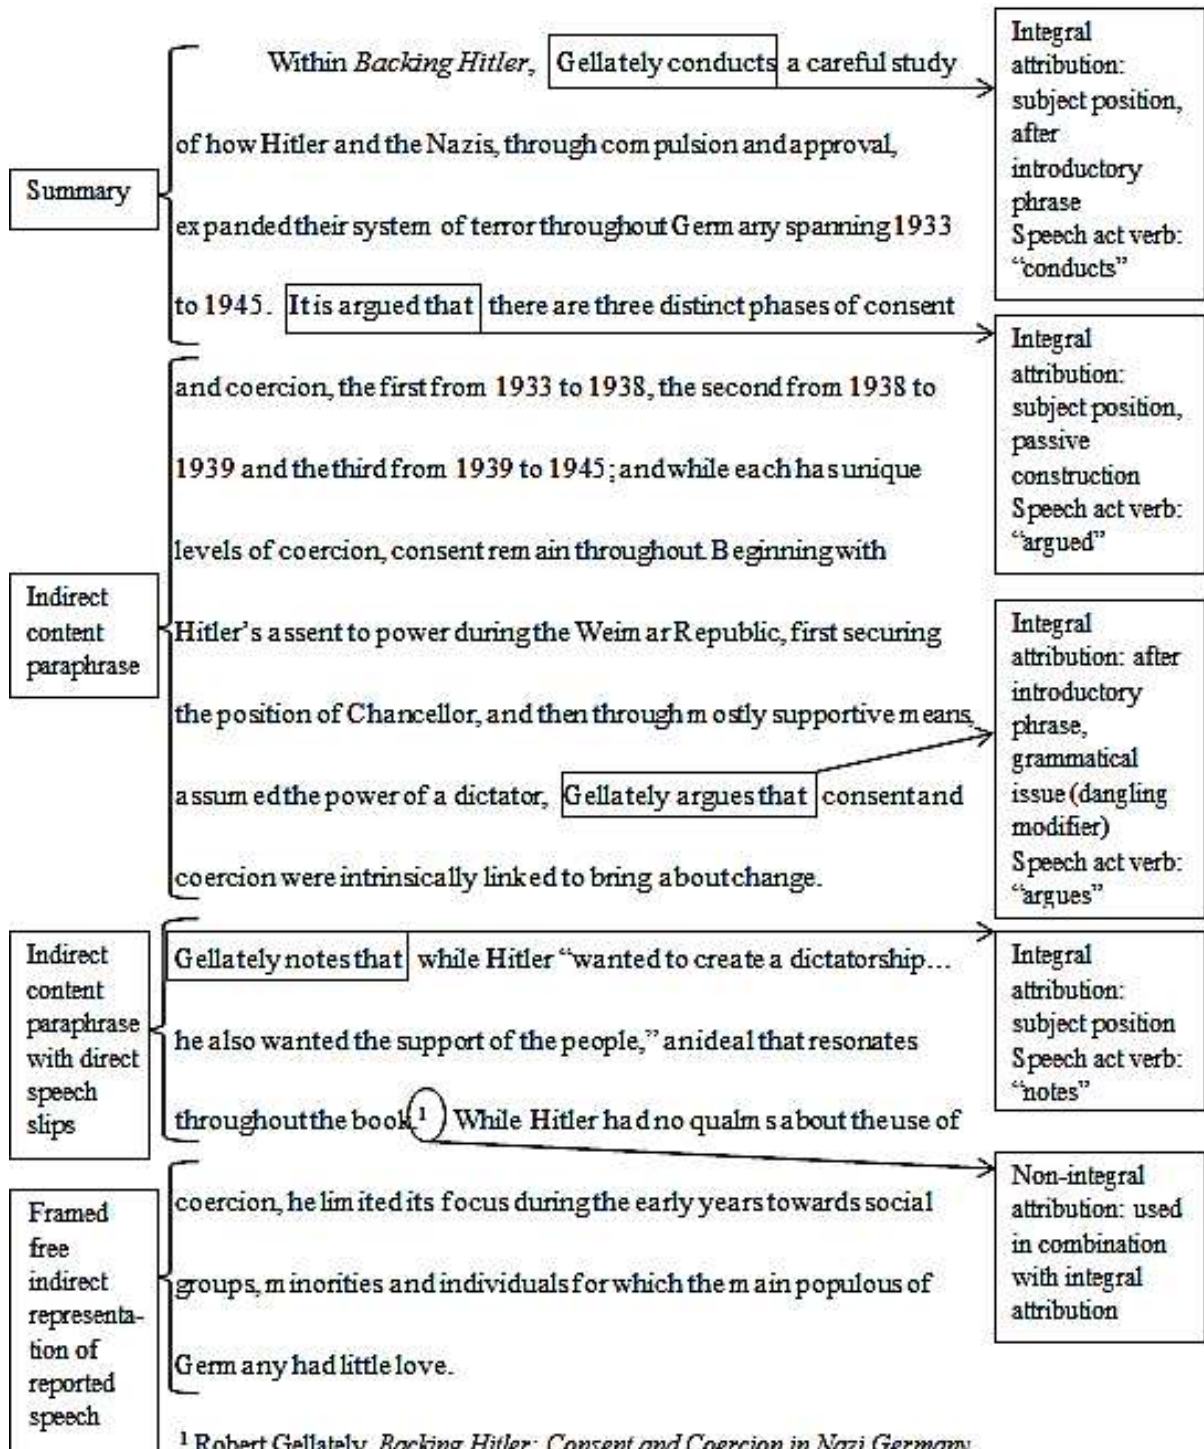 Within Backing Hitler, Gellately conducts a careful study
of how Hitler and the Nazis, through compulsion and approval,
expanded their system of terror throughout Germany spanning 1933
to 1945. It is argued that there are three distinct phases of consent
and coercion, the first from 1933 to 1938, the second from 1938 to
1939 and the third from 1939 to 1945; and while each has unique
levels of coercion, consent remain throughout. Beginning with
Hitler's assent to power during the Weimar Republic, first securing
the position of Chancellor, and then through mostly supportive means,
assumed the power of a dictator, Gellately argues that consent and
coercion were intrinsically linked to bring about change.
Gellately notes that while Hitler “wanted to create a dictatorship…
he also wanted the support of the people,” an ideal that resonates
throughout the book.¹ While Hitler had no qualms about the use of
coercion, he limited its focus during the early years towards social
groups, minorities and individuals for which the main populous of
Germany had little love.
¹ Robert Gellately, Backing Hitler: Consent and Coercion in Nazi Germany
Summary
Indirect
content
paraphrase
Indirect
content
paraphrase
with direct
speech
slips
Framed
free
indirect
representa-
tion of
reported
speech
Integral
attribution:
subject position,
after
introductory
phrase
Speech act verb:
“conducts”
Integral
attribution:
subject position,
passive
construction
Speech act verb:
“argued”
Integral
attribution: after
introductory
phrase,
grammatical
issue (dangling
modifier)
Speech act verb:
“argues”
Integral
attribution:
subject position
Speech act verb:
“notes”
Non-integral
attribution: used
in combination
with integral
attribution